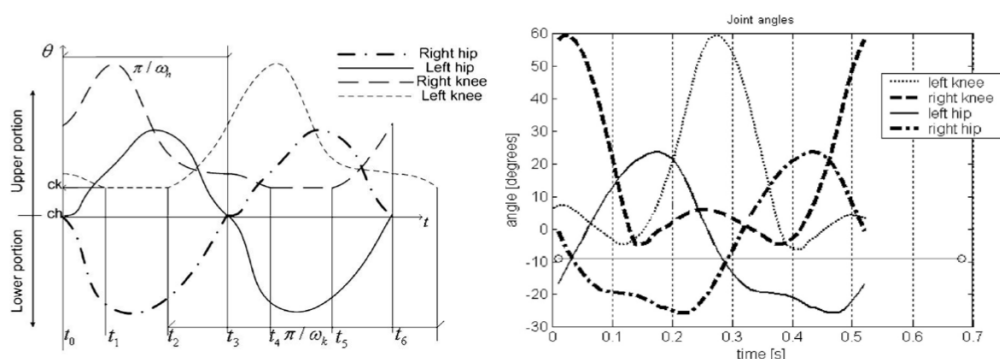 θ
π/ωₙ
Right hip
Left hip
Right knee
Left knee
Upper portion
Lower portion
ck
ch
t
t₀
t₁
t₂
t₃
t₄
π/ωₖ
t₅
t₆
Joint angles
angle [degrees]
60
50
40
30
20
10
0
-10
-20
-30
left knee
right knee
left hip
right hip
0
0.1
0.2
0.3
0.4
0.5
0.6
0.7
time [s]